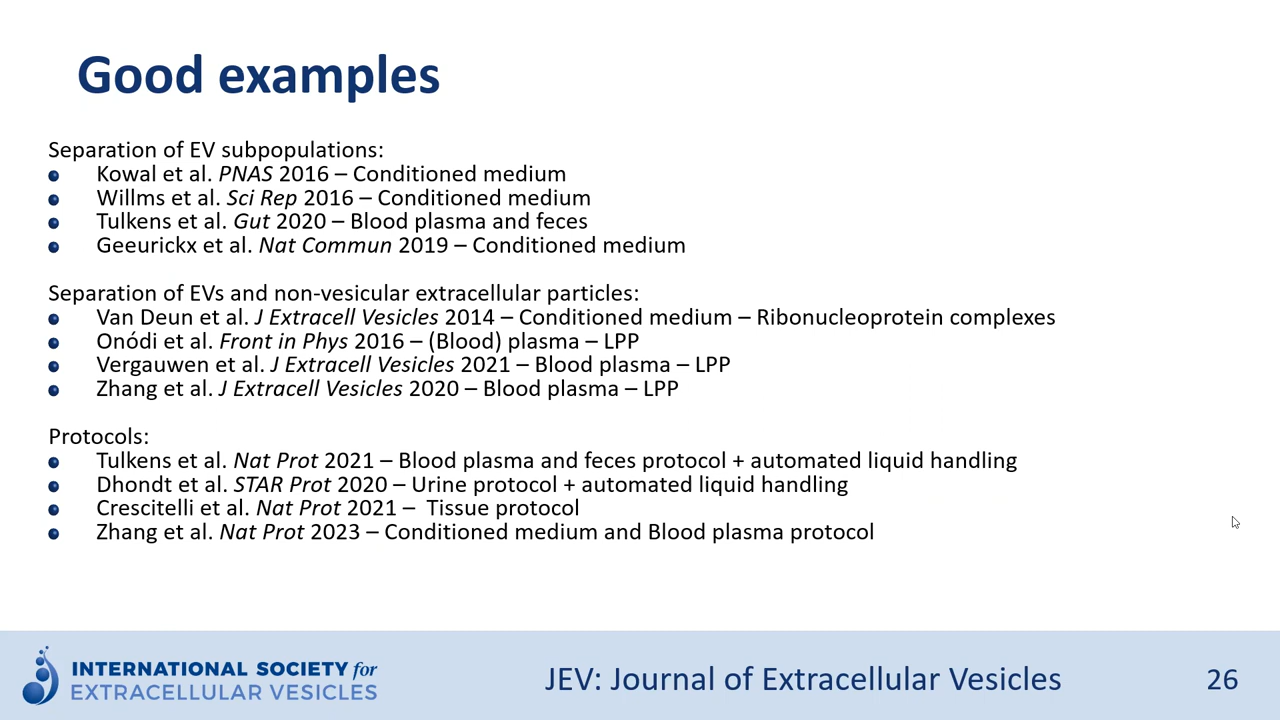 Good examples
Separation of EV subpopulations:
Kowal et al. PNAS 2016 – Conditioned medium
Willms et al. Sci Rep 2016 – Conditioned medium
Tulkens et al. Gut 2020 – Blood plasma and feces
Geeurickx et al. Nat Commun 2019 – Conditioned medium
Separation of EVs and non-vesicular extracellular particles:
Van Deun et al. J Extracell Vesicles 2014 – Conditioned medium – Ribonucleoprotein complexes
Onódi et al. Front in Phys 2016 – (Blood) plasma – LPP
Vergauwen et al. J Extracell Vesicles 2021 – Blood plasma – LPP
Zhang et al. J Extracell Vesicles 2020 – Blood plasma – LPP
Protocols:
Tulkens et al. Nat Prot 2021 – Blood plasma and feces protocol + automated liquid handling
Dhondt et al. STAR Prot 2020 – Urine protocol + automated liquid handling
Crescitelli et al. Nat Prot 2021 – Tissue protocol
Zhang et al. Nat Prot 2023 – Conditioned medium and Blood plasma protocol
INTERNATIONAL SOCIETY for
EXTRACELLULAR VESICLES
JEV: Journal of Extracellular Vesicles
26